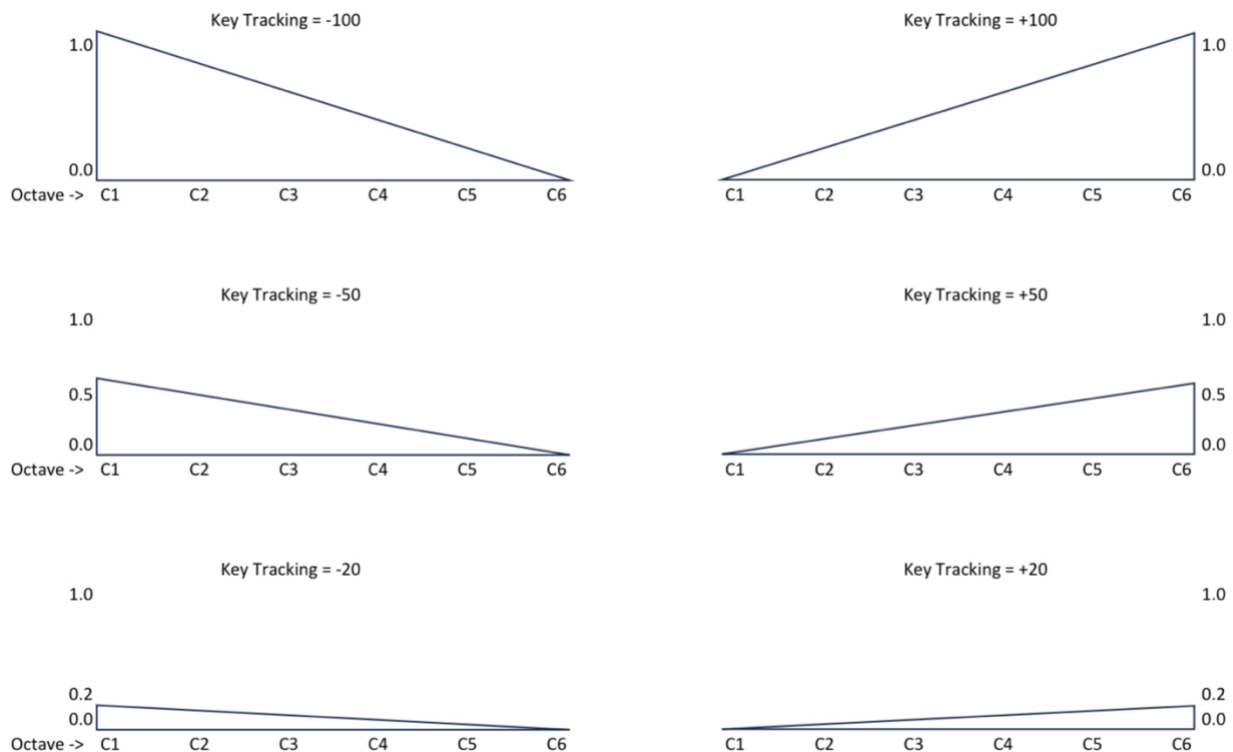 Key Tracking = -100
1.0
0.0
Octave -> C1 C2 C3 C4 C5 C6
Key Tracking = +100
1.0
0.0
C1 C2 C3 C4 C5 C6
Key Tracking = -50
1.0
0.5
0.0
Octave -> C1 C2 C3 C4 C5 C6
Key Tracking = +50
1.0
0.5
0.0
C1 C2 C3 C4 C5 C6
Key Tracking = -20
1.0
0.2
0.0
Octave -> C1 C2 C3 C4 C5 C6
Key Tracking = +20
1.0
0.2
0.0
C1 C2 C3 C4 C5 C6